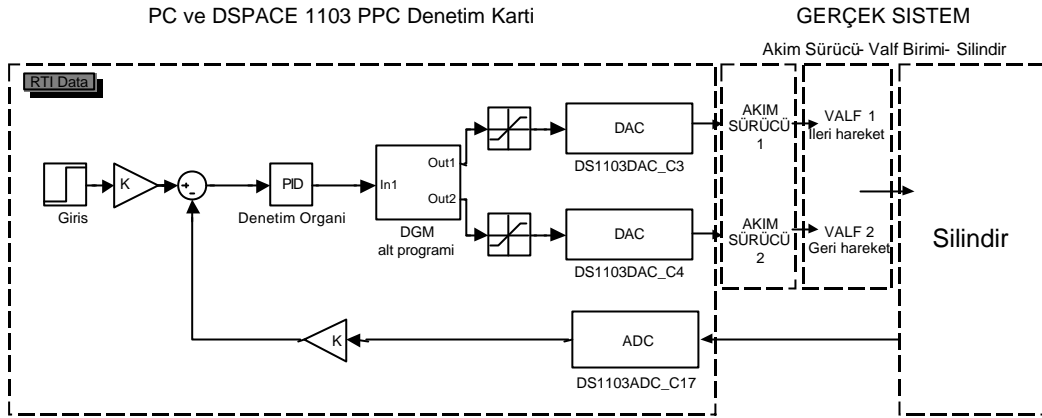 PC ve DSPACE 1103 PPC Denetim Karti
GERÇEK SISTEM
Akim Sürücü- Valf Birimi- Silindir
RTI Data
Giris
K
+
-
PID
Denetim Organi
In1
Out1
Out2
DGM
alt programi
DAC
DS1103DAC_C3
DAC
DS1103DAC_C4
AKIM
SÜRÜCÜ
1
VALF 1
Ileri hareket
AKIM
SÜRÜCÜ
2
VALF 2
Geri hareket
Silindir
K
ADC
DS1103ADC_C17